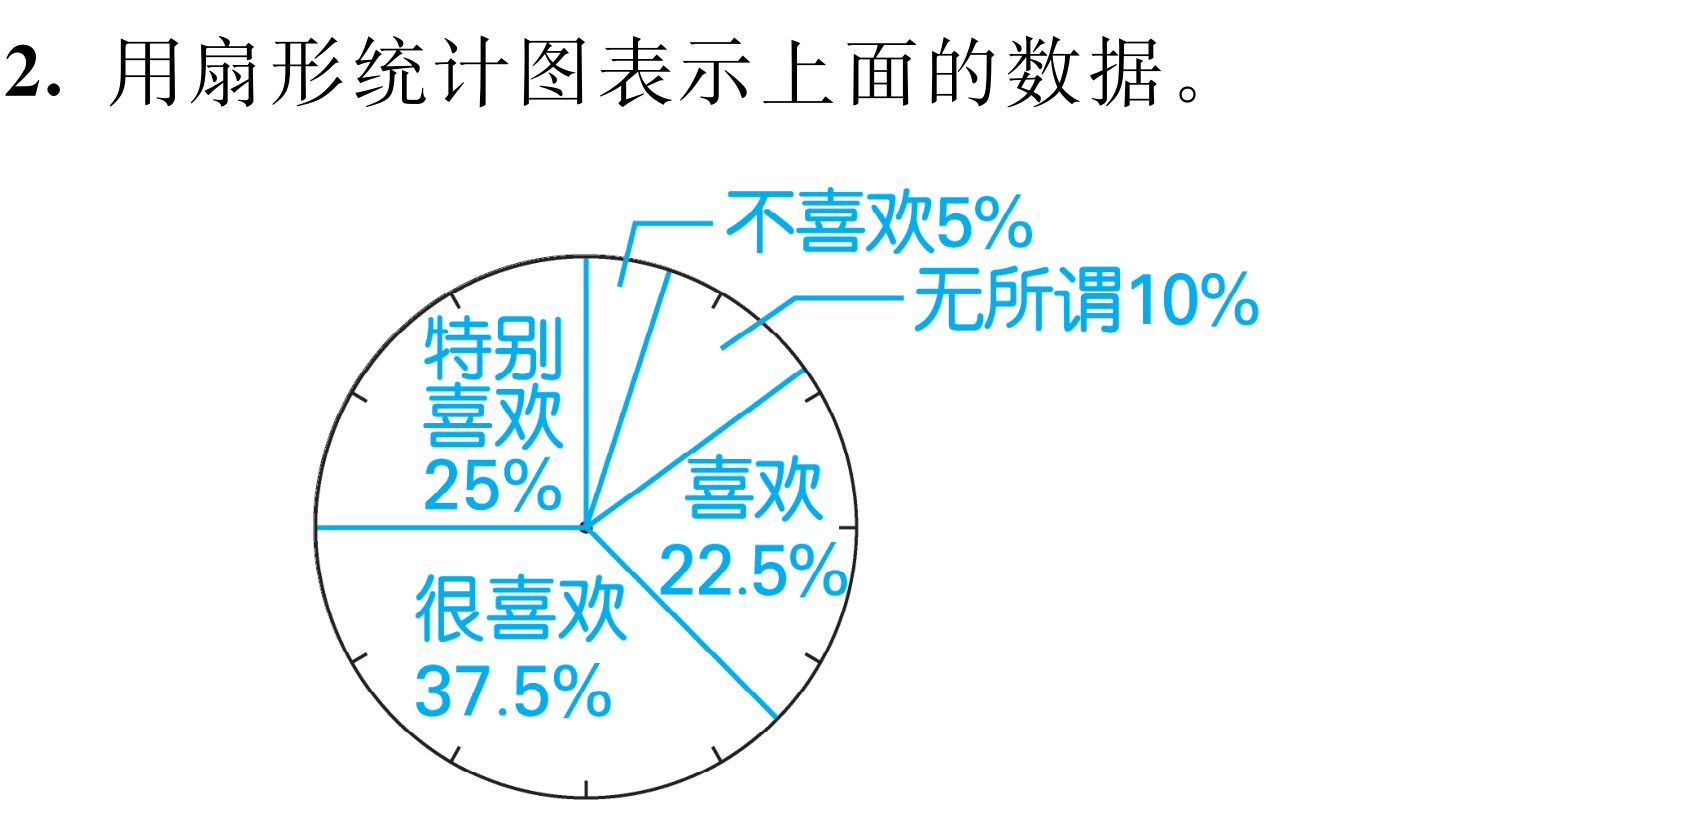 2. 用扇形统计图表示上面的数据。
不喜欢5%
无所谓10%
特别
喜欢
25%
喜欢
22.5%
很喜欢
37.5%